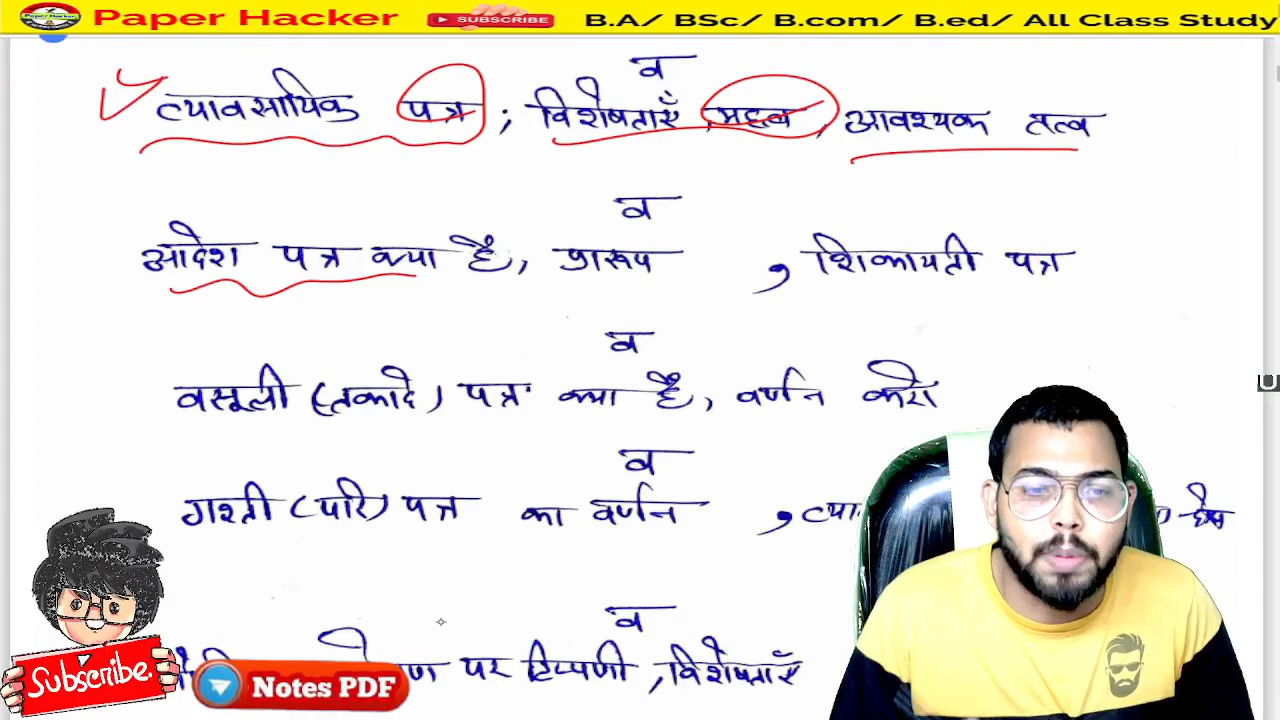 Paper Hacker SUBSCRIBE B.A/ BSc/ B.com/ B.ed/ All Class Study
व
व्यावसायिक पत्र ; विशेषताएँ , महत्व , आवश्यक तत्व
व
आदेश पत्र क्या है, प्रारूप , शिकायती पत्र
व
वसूली (तकादे) पत्र क्या है, वर्णन करो
व
गश्ती (परि) पत्र का वर्णन ,
व
पर टिप्पणी , विशेषताएँ
Subscribe
Notes PDF